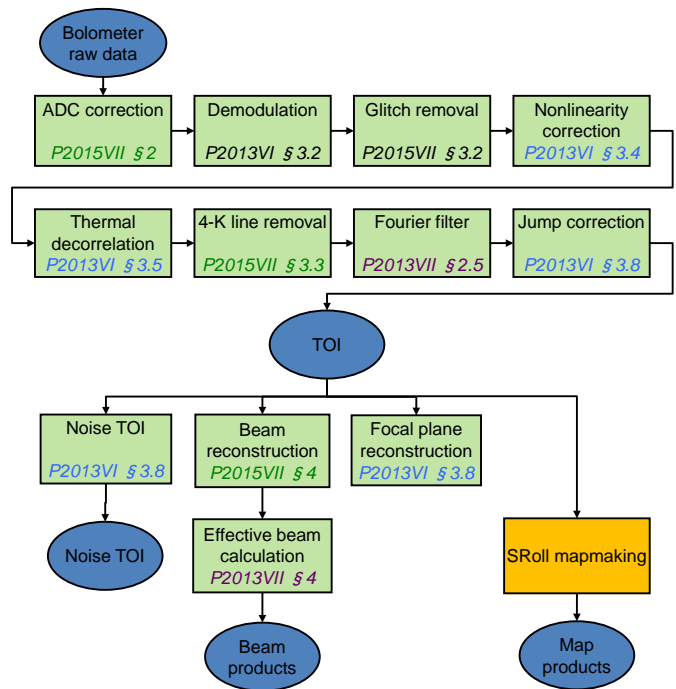 Bolometer
raw data
ADC correction
P2015VII § 2
Demodulation
P2013VI § 3.2
Glitch removal
P2015VII § 3.2
Nonlinearity
correction
P2013VI § 3.4
Thermal
decorrelation
P2013VI § 3.5
4-K line removal
P2015VII § 3.3
Fourier filter
P2013VII § 2.5
Jump correction
P2013VI § 3.8
TOI
Noise TOI
P2013VI § 3.8
Beam
reconstruction
P2015VII § 4
Focal plane
reconstruction
P2013VI § 3.8
Noise TOI
Effective beam
calculation
P2013VII § 4
SRoll mapmaking
Beam
products
Map
products